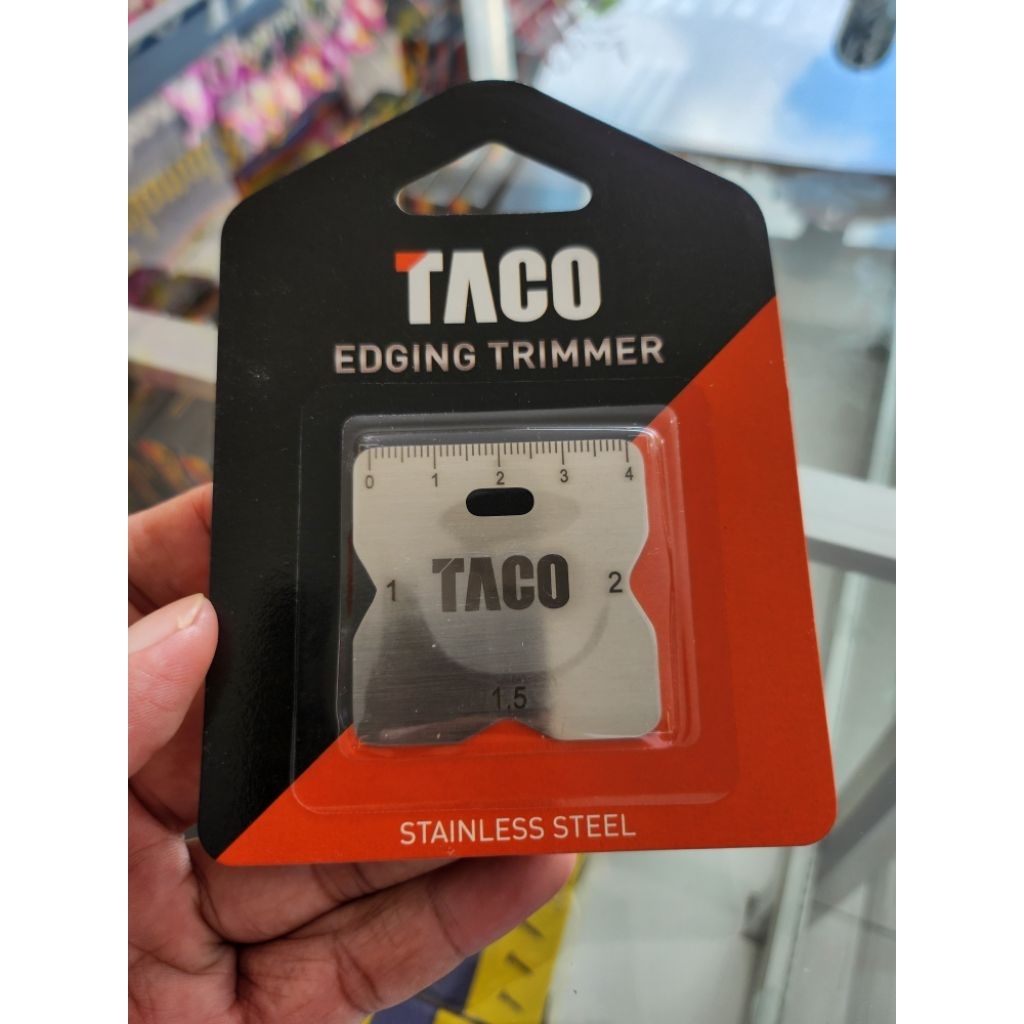 TACO
EDGING TRIMMER
0 1 2 3 4
1 TACO 2
1.5
STAINLESS STEEL